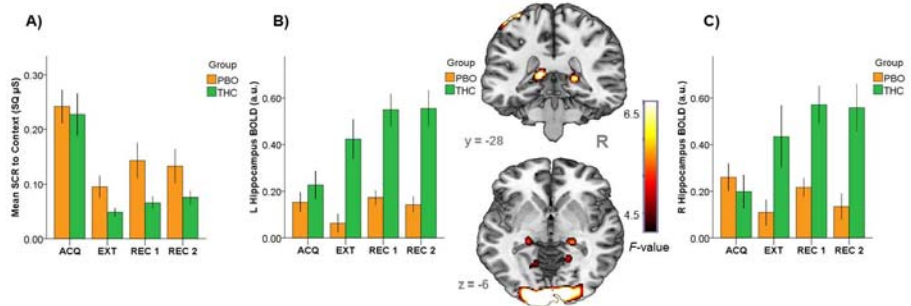 A)
Group
PBO
THC
Mean SCR to Context (SQ µS)
0.30
0.20
0.10
0.00
ACQ EXT REC 1 REC 2
B)
Group
PBO
THC
L Hippocampus BOLD (a.u.)
0.60
0.40
0.20
0.00
ACQ EXT REC 1 REC 2
y = -28
R
6.5
4.5
F-value
z = -6
C)
Group
PBO
THC
R Hippocampus BOLD (a.u.)
0.60
0.40
0.20
0.00
ACQ EXT REC 1 REC 2